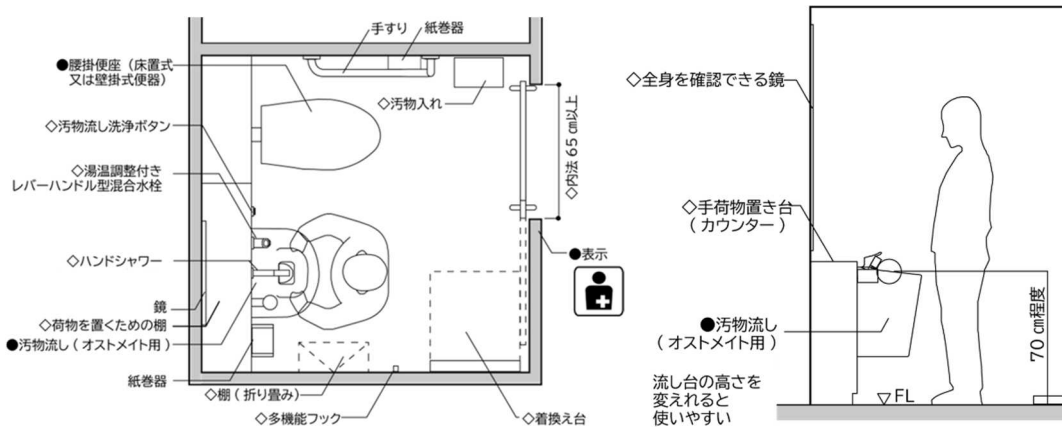 手すり
紙巻器
●腰掛便座（床置式
又は壁掛式便器）
◇汚物入れ
◇内法65㎝以上
◇汚物流し洗浄ボタン
◇湯温調整付き
レバーハンドル型混合水栓
◇ハンドシャワー
鏡
◇荷物を置くための棚
●汚物流し（オストメイト用）
紙巻器
◇棚（折り畳み）
◇多機能フック
◇着換え台
●表示
◇全身を確認できる鏡
◇手荷物置き台
（カウンター）
●汚物流し
（オストメイト用）
70㎝程度
流し台の高さを
変えれると
使いやすい
FL